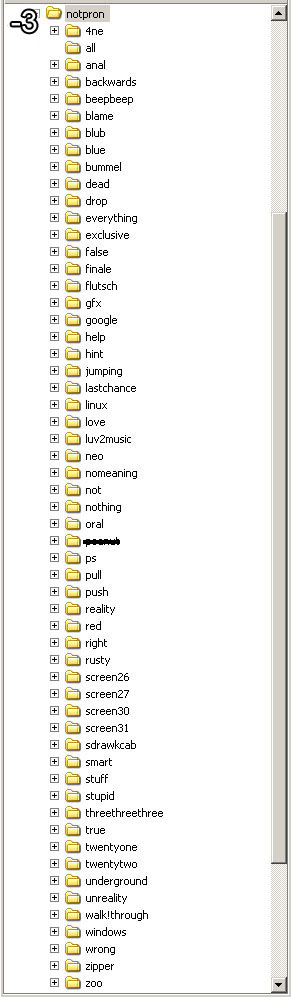 -3
notpron
4ne
all
anal
backwards
beepbeep
blame
blub
blue
bummel
dead
drop
everything
exclusive
false
finale
flutsch
gfx
google
help
hint
jumping
lastchance
linux
love
luv2music
neo
nomeaning
not
nothing
oral
ps
pull
push
reality
red
right
rusty
screen26
screen27
screen30
screen31
sdrawkcab
smart
stuff
stupid
threethreethree
true
twentyone
twentytwo
underground
unreality
walk!through
windows
wrong
zipper
zoo